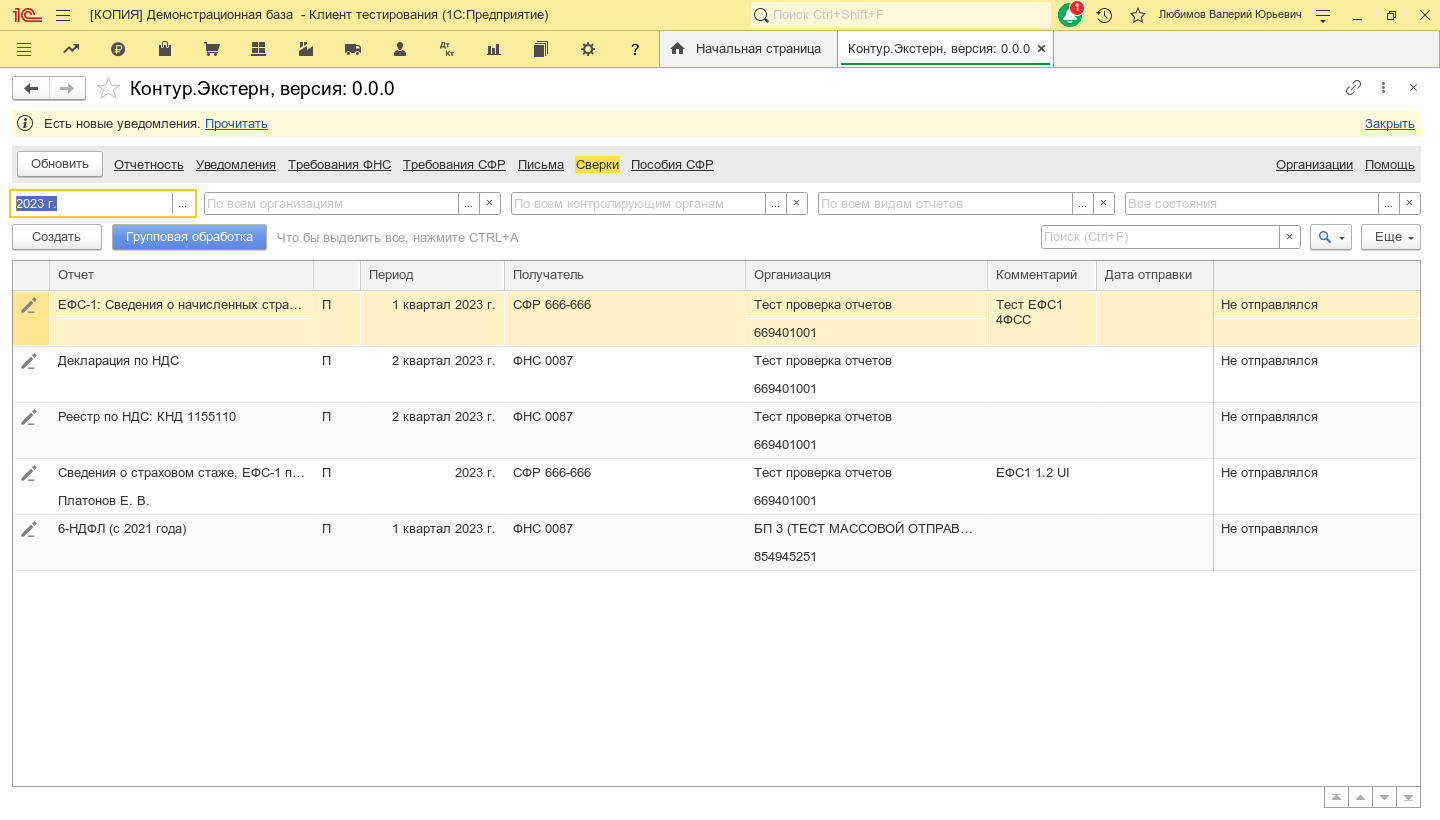 [КОПИЯ] Демонстрационная база - Клиент тестирования (1С:Предприятие) Поиск Ctrl+Shift+F 1 Любимов Валерий Юрьевич
Дт Кт ? Начальная страница Контур.Экстерн, версия: 0.0.0
Контур.Экстерн, версия: 0.0.0
Есть новые уведомления. Прочитать Закрыть
Обновить Отчетность Уведомления Требования ФНС Требования СФР Письма Сверки Пособия СФР Организации Помощь
2023 г. ... По всем организациям ... × По всем контролирующим органам ... × По всем видам отчетов ... × Все состояния ... ×
Создать Групповая обработка Что бы выделить все, нажмите CTRL+A Поиск (Ctrl+F) × Еще
Отчет Период Получатель Организация Комментарий Дата отправки
ЕФС-1: Сведения о начисленных стра... П 1 квартал 2023 г. СФР 666-666 Тест проверка отчетов Тест ЕФС1 Не отправлялся
4ФСС
669401001
Декларация по НДС П 2 квартал 2023 г. ФНС 0087 Тест проверка отчетов Не отправлялся
669401001
Реестр по НДС: КНД 1155110 П 2 квартал 2023 г. ФНС 0087 Тест проверка отчетов Не отправлялся
669401001
Сведения о страховом стаже, ЕФС-1 п... П 2023 г. СФР 666-666 Тест проверка отчетов ЕФС1 1.2 UI Не отправлялся
Платонов Е. В. 669401001
6-НДФЛ (с 2021 года) П 1 квартал 2023 г. ФНС 0087 БП 3 (ТЕСТ МАССОВОЙ ОТПРАВ... Не отправлялся
854945251